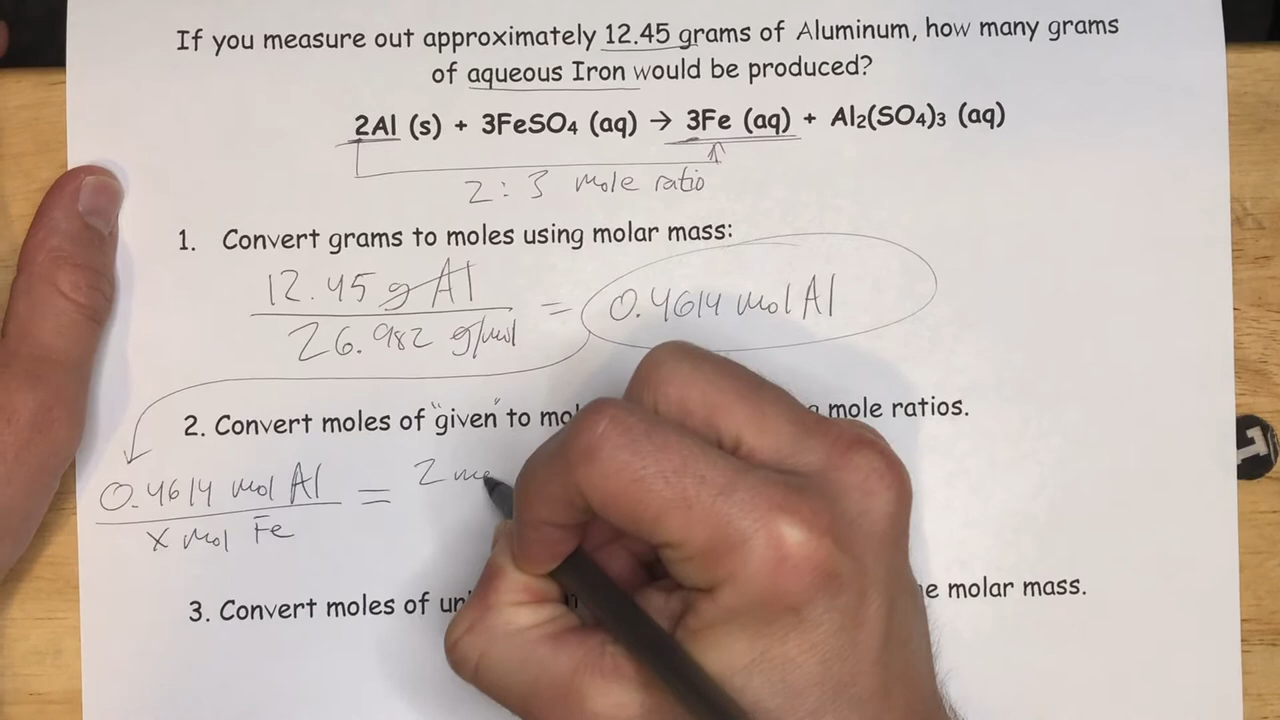 If you measure out approximately 12.45 grams of Aluminum, how many grams
of aqueous Iron would be produced?
2Al (s) + 3FeSO4 (aq) → 3Fe (aq) + Al2(SO4)3 (aq)
2 : 3 mole ratio
1. Convert grams to moles using molar mass:
12.45 g Al
26.982 g/mol
= 0.4614 mol Al
2. Convert moles of "given" to mole ratios.
0.4614 mol Al = 2
x mol Fe
3. Convert moles of molar mass.